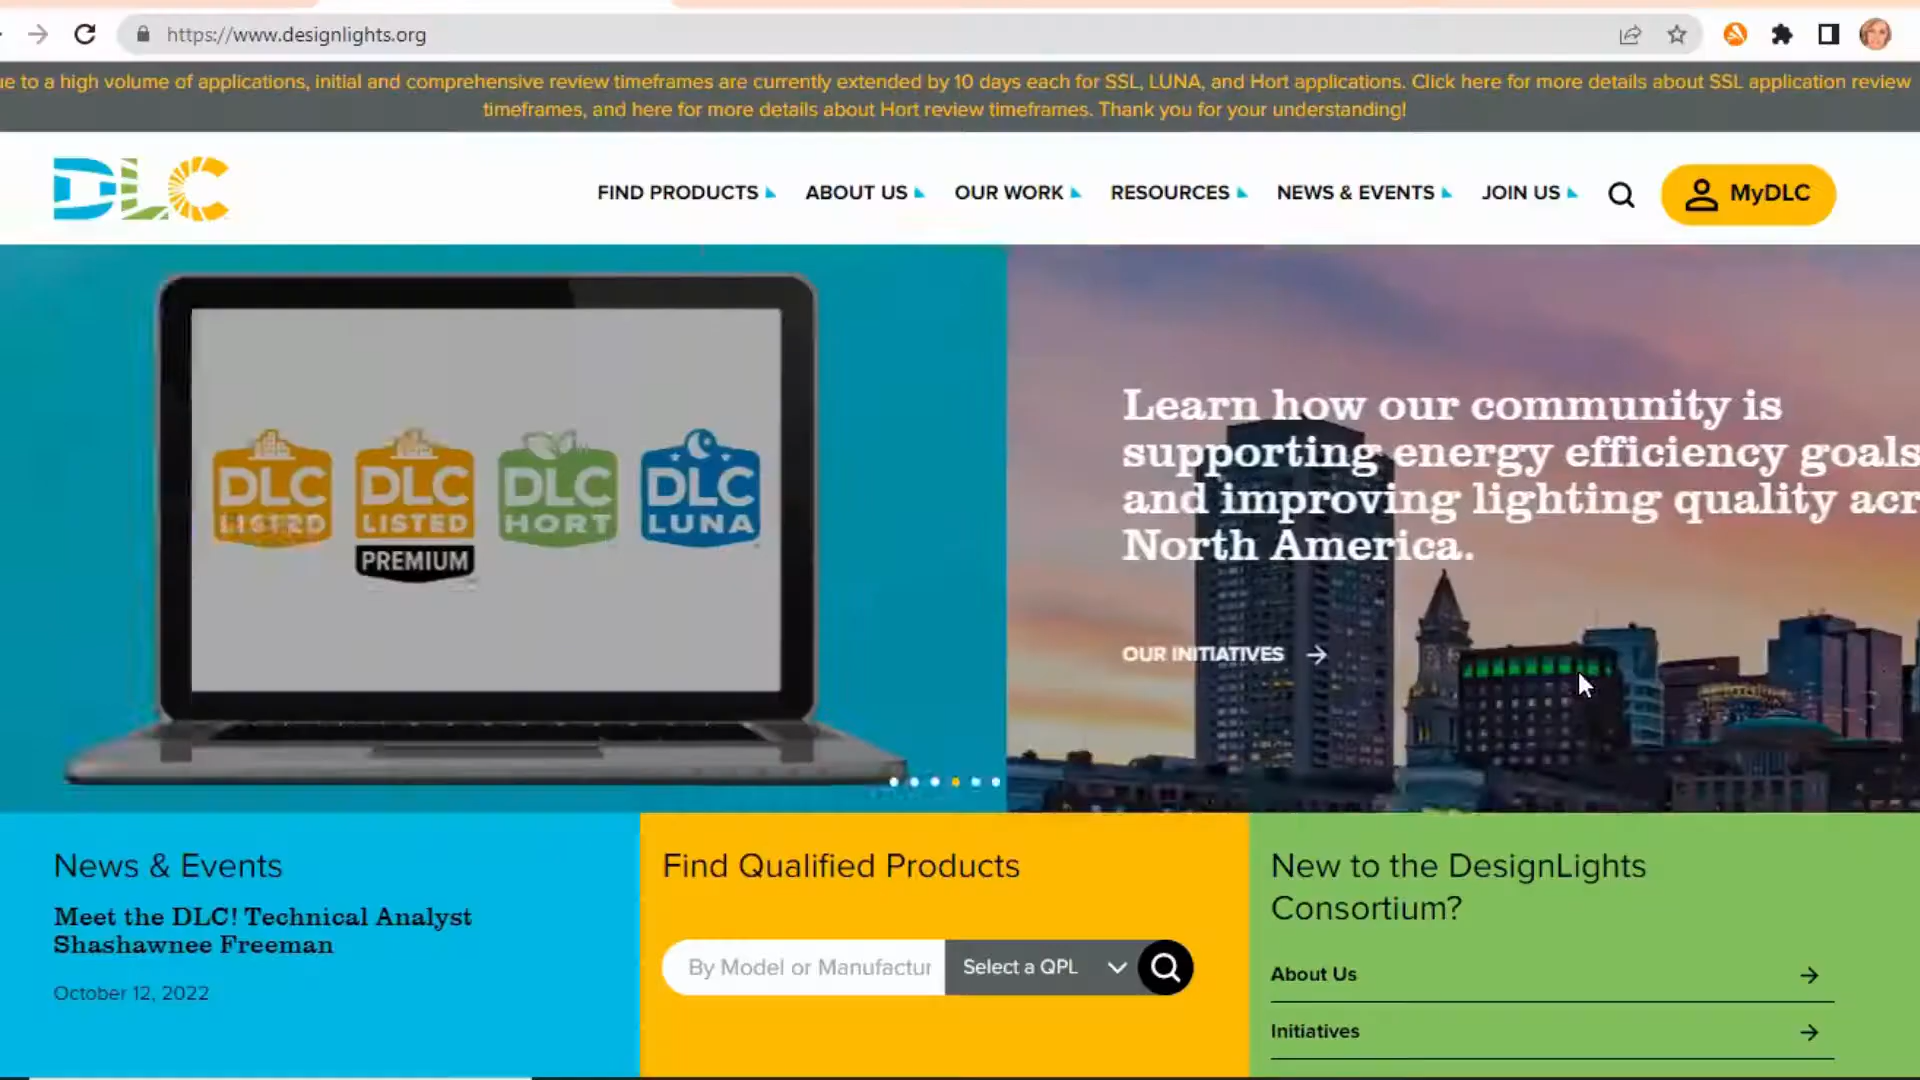 https://www.designlights.org
ue to a high volume of applications, initial and comprehensive review timeframes are currently extended by 10 days each for SSL, LUNA, and Hort applications. Click here for more details about SSL application review
timeframes, and here for more details about Hort review timeframes. Thank you for your understanding!
DLC
FIND PRODUCTS
ABOUT US
OUR WORK
RESOURCES
NEWS & EVENTS
JOIN US
MyDLC
DLC
LISTED
DLC
LISTED
PREMIUM
DLC
HORT
DLC
LUNA
Learn how our community is
supporting energy efficiency goals
and improving lighting quality acr
North America.
OUR INITIATIVES
News & Events
Meet the DLC! Technical Analyst
Shashawnee Freeman
October 12, 2022
Find Qualified Products
By Model or Manufactur
Select a QPL
New to the DesignLights
Consortium?
About Us
Initiatives